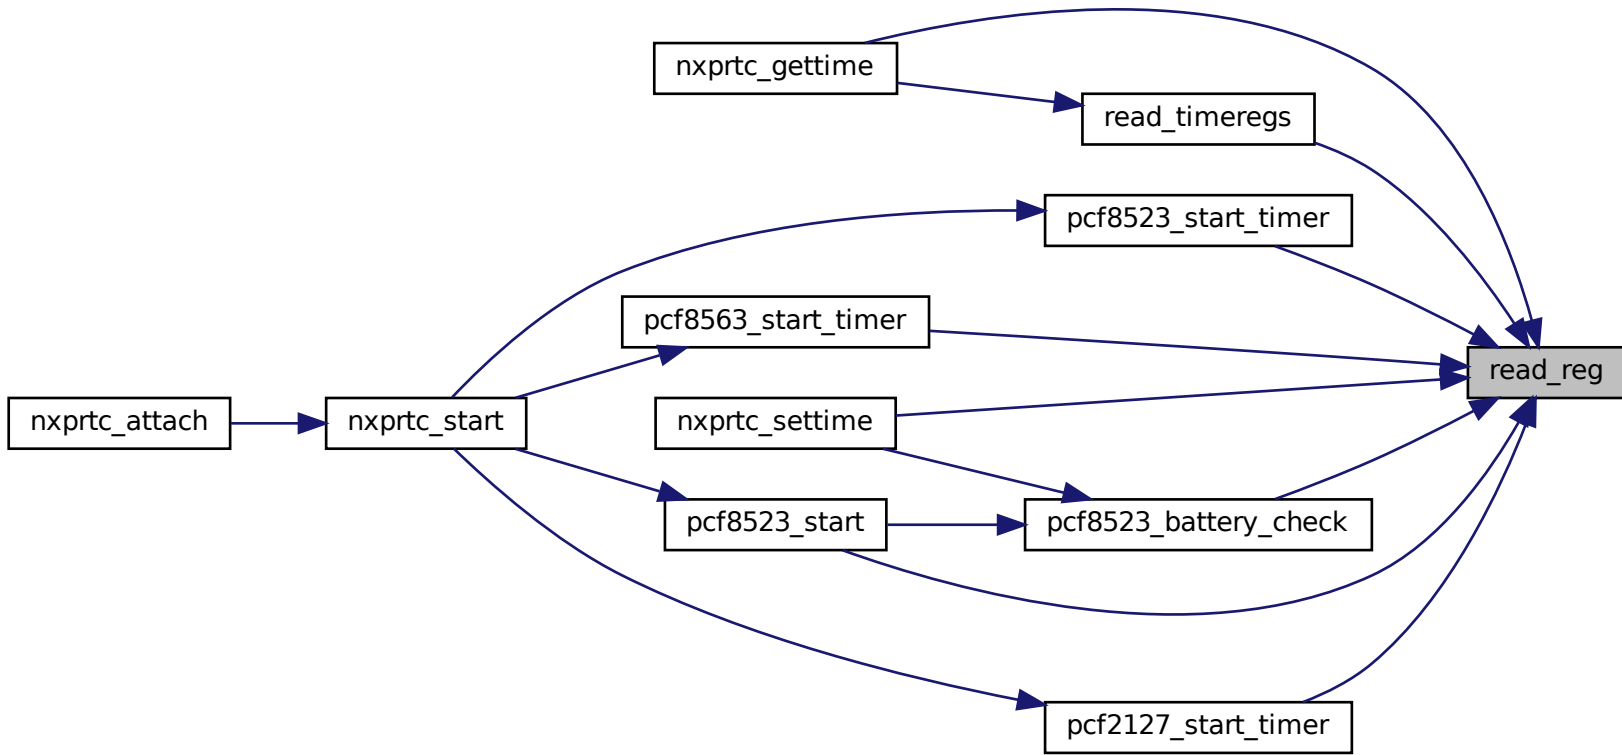 nxprtc_gettime
read_timeregs
pcf8523_start_timer
pcf8563_start_timer
read_reg
nxprtc_attach
nxprtc_start
nxprtc_settime
pcf8523_start
pcf8523_battery_check
pcf2127_start_timer